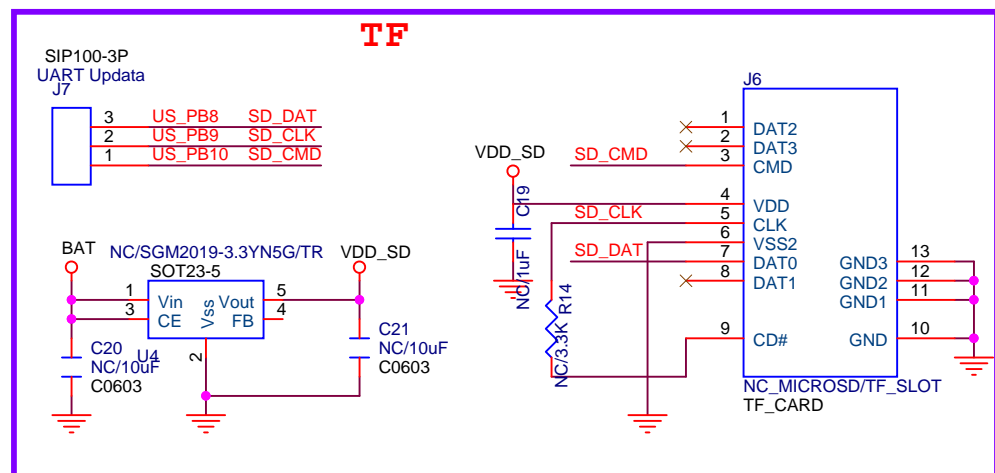 TF
SIP100-3P
UART Updata
J7
3 US_PB8 SD_DAT
2 US_PB9 SD_CLK
1 US_PB10 SD_CMD
BAT
NC/SGM2019-3.3YN5G/TR
SOT23-5
VDD_SD
1 Vin
3 CE
Vss
2
Vout 5
FB 4
U4
C20
NC/10uF
C0603
C21
NC/10uF
C0603
VDD_SD
C19
NC/1uF
SD_CMD
SD_CLK
SD_DAT
R14
NC/3.3K
J6
1 DAT2
2 DAT3
3 CMD
4 VDD
5 CLK
6 VSS2
7 DAT0
8 DAT1
9 CD#
GND3 13
GND2 12
GND1 11
GND 10
NC_MICROSD/TF_SLOT
TF_CARD